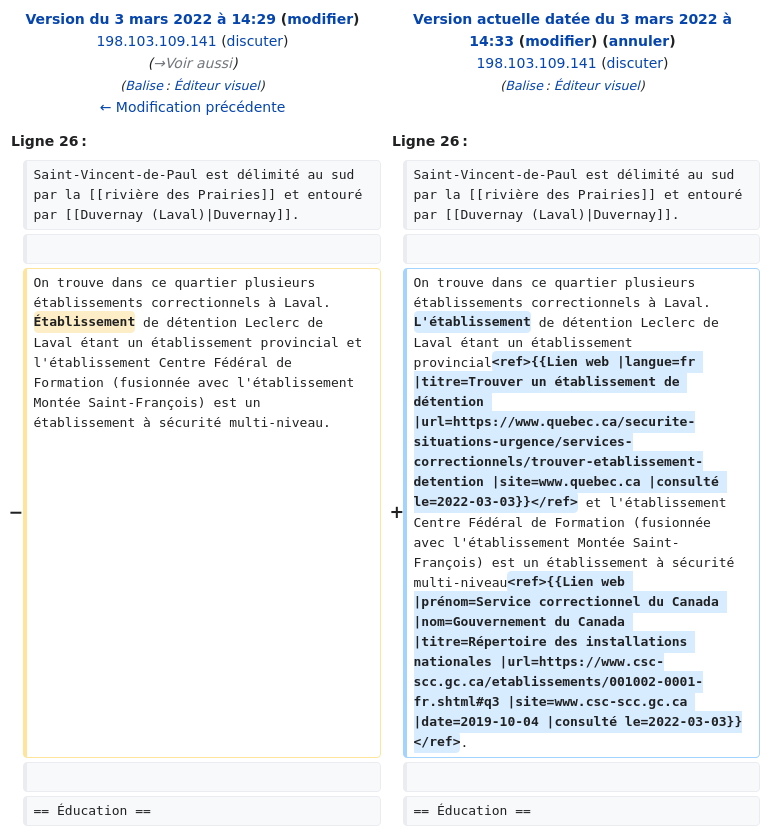 Version du 3 mars 2022 à 14:29 (modifier)
198.103.109.141 (discuter)
(→Voir aussi)
(Balise : Éditeur visuel)
← Modification précédente
Version actuelle datée du 3 mars 2022 à
14:33 (modifier) (annuler)
198.103.109.141 (discuter)
(Balise : Éditeur visuel)
Ligne 26 :
Ligne 26 :
Saint-Vincent-de-Paul est délimité au sud
par la [[rivière des Prairies]] et entouré
par [[Duvernay (Laval)|Duvernay]].
Saint-Vincent-de-Paul est délimité au sud
par la [[rivière des Prairies]] et entouré
par [[Duvernay (Laval)|Duvernay]].
−
On trouve dans ce quartier plusieurs
établissements correctionnels à Laval.
Établissement de détention Leclerc de
Laval étant un établissement provincial et
l'établissement Centre Fédéral de
Formation (fusionnée avec l'établissement
Montée Saint-François) est un
établissement à sécurité multi-niveau.
+
On trouve dans ce quartier plusieurs
établissements correctionnels à Laval.
L'établissement de détention Leclerc de
Laval étant un établissement
provincial<ref>{{Lien web |langue=fr
|titre=Trouver un établissement de
détention
|url=https://www.quebec.ca/securite-
situations-urgence/services-
correctionnels/trouver-etablissement-
detention |site=www.quebec.ca |consulté
le=2022-03-03}}</ref> et l'établissement
Centre Fédéral de Formation (fusionnée
avec l'établissement Montée Saint-
François) est un établissement à sécurité
multi-niveau<ref>{{Lien web
|prénom=Service correctionnel du Canada
|nom=Gouvernement du Canada
|titre=Répertoire des installations
nationales |url=https://www.csc-
scc.gc.ca/etablissements/001002-0001-
fr.shtml#q3 |site=www.csc-scc.gc.ca
|date=2019-10-04 |consulté le=2022-03-03}}
</ref>.
== Éducation ==
== Éducation ==